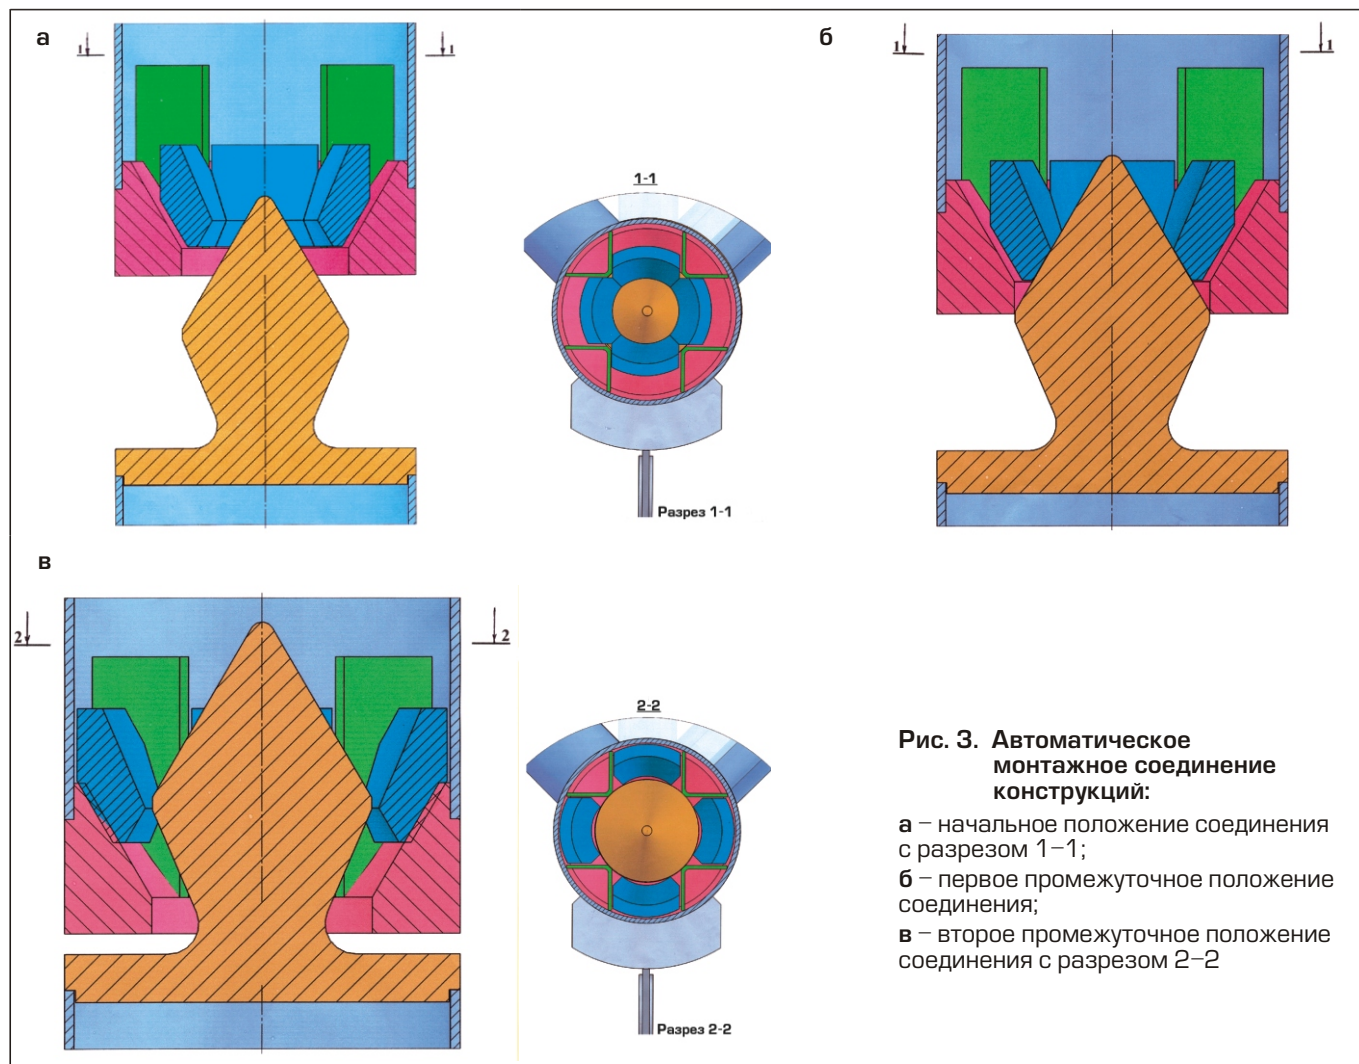 а
1
1
1-1
Разрез 1-1
б
1
1
в
2
2
2-2
Разрез 2-2
Рис. 3. Автоматическое
монтажное соединение
конструкций:
а – начальное положение соединения
с разрезом 1–1;
б – первое промежуточное положение
соединения;
в – второе промежуточное положение
соединения с разрезом 2–2